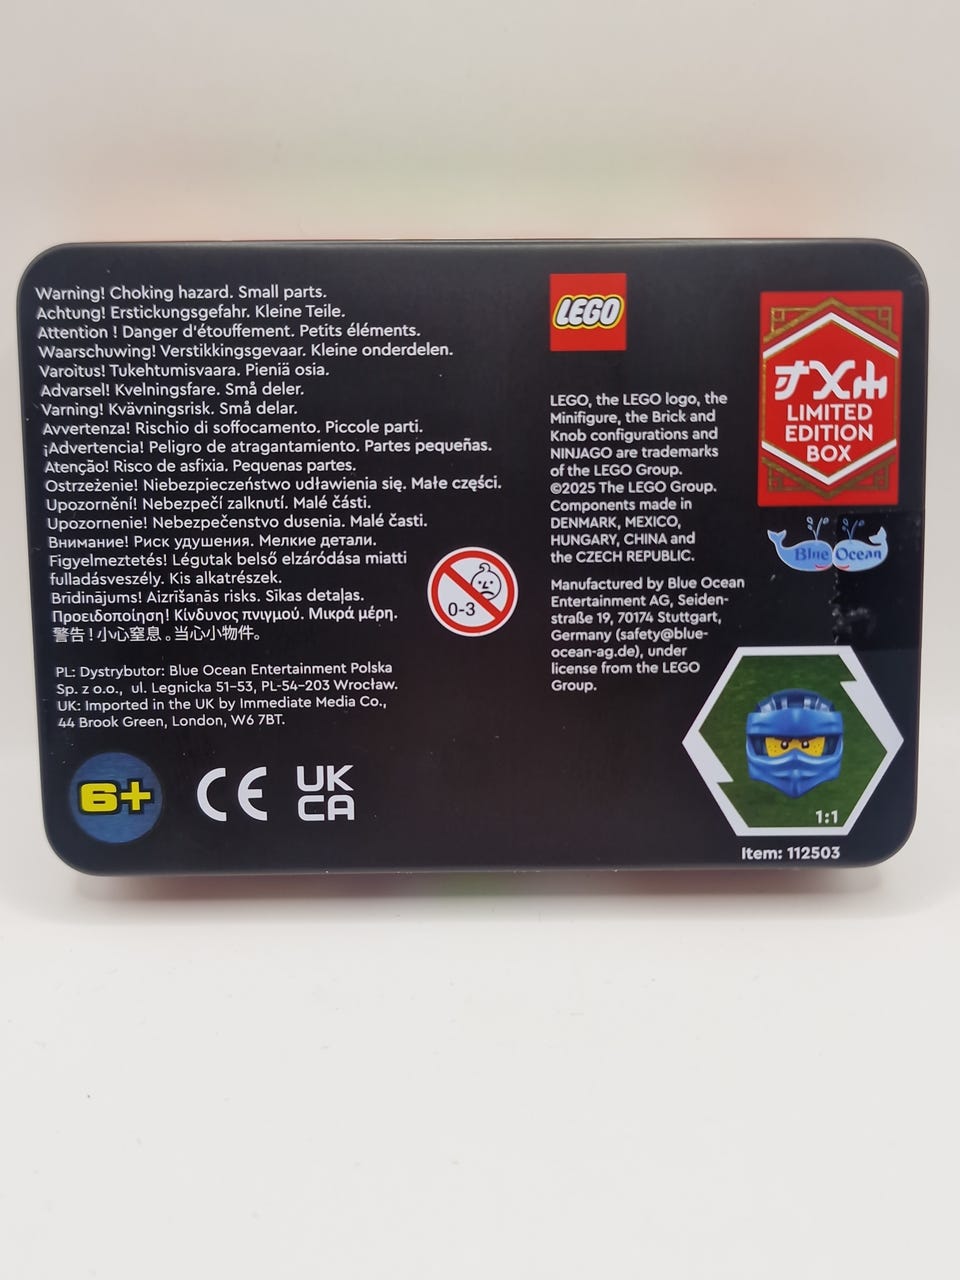 Warning! Choking hazard. Small parts.
Achtung! Erstickungsgefahr. Kleine Teile.
Attention ! Danger d'étouffement. Petits éléments.
Waarschuwing! Verstikkingsgevaar. Kleine onderdelen.
Varoitus! Tukehtumisvaara. Pieniä osia.
Advarsel! Kvelningsfare. Små deler.
Varning! Kvävningsrisk. Små delar.
Avvertenza! Rischio di soffocamento. Piccole parti.
¡Advertencia! Peligro de atragantamiento. Partes pequeñas.
Atenção! Risco de asfixia. Pequenas partes.
Ostrzeżenie! Niebezpieczeństwo udławienia się. Małe części.
Upozornění! Nebezpečí zalknutí. Malé části.
Upozornenie! Nebezpečenstvo dusenia. Malé časti.
Внимание! Риск удушения. Мелкие детали.
Figyelmeztetés! Légutak belső elzáródása miatti
fulladásveszély. Kis alkatrészek.
Brīdinājums! Aizrīšanās risks. Sīkas detaļas.
Προειδοποίηση! Κίνδυνος πνιγμού. Μικρά μέρη.
警告！小心窒息。当心小物件。
0-3
PL: Dystrybutor: Blue Ocean Entertainment Polska
Sp. z o.o., ul. Legnicka 51-53, PL-54-203 Wrocław.
UK: Imported in the UK by Immediate Media Co.,
44 Brook Green, London, W6 7BT.
6+
CE
UK
CA
LEGO
LEGO, the LEGO logo, the
Minifigure, the Brick and
Knob configurations and
NINJAGO are trademarks
of the LEGO Group.
©2025 The LEGO Group.
Components made in
DENMARK, MEXICO,
HUNGARY, CHINA and
the CZECH REPUBLIC.
Manufactured by Blue Ocean
Entertainment AG, Seiden-
straße 19, 70174 Stuttgart,
Germany (safety@blue-
ocean-ag.de), under
license from the LEGO
Group.
LIMITED
EDITION
BOX
Blue Ocean
1:1
Item: 112503